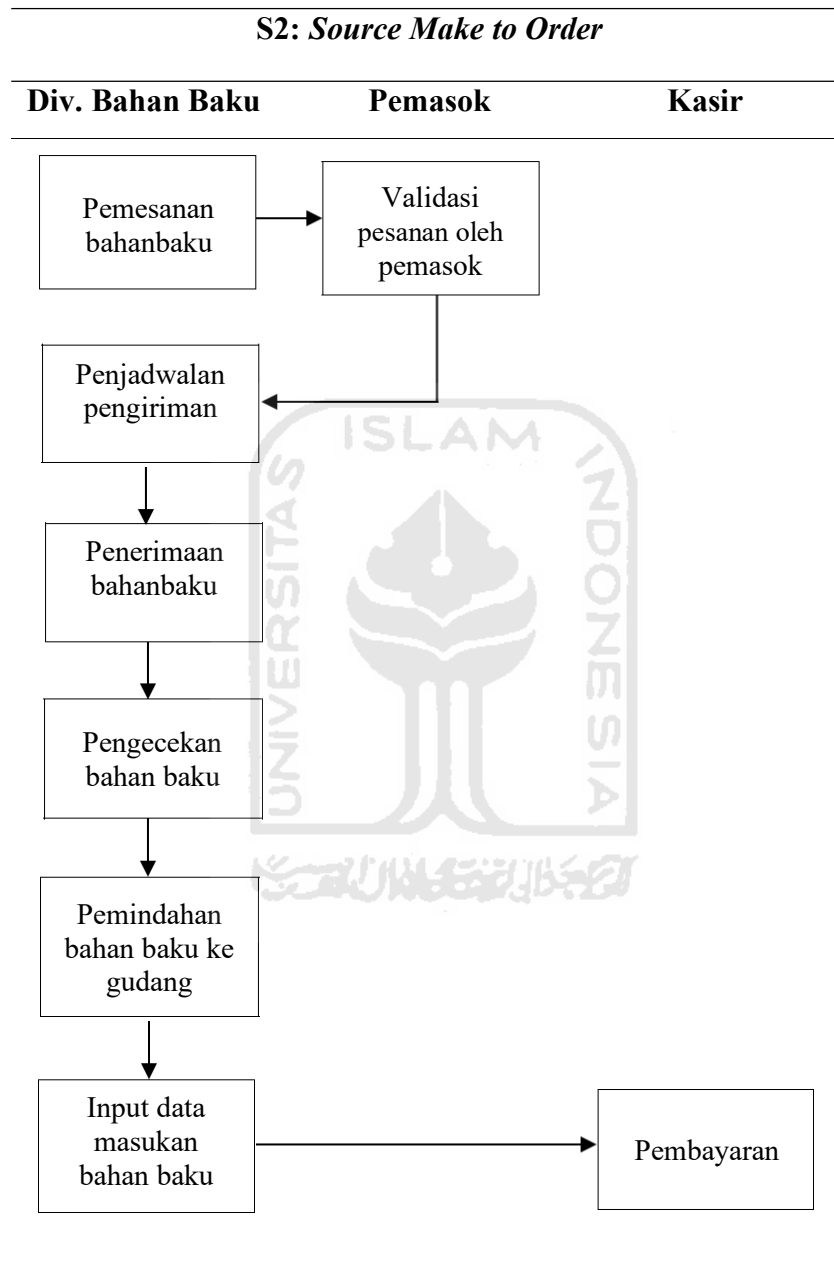 S2: Source Make to Order
Div. Bahan Baku Pemasok Kasir
Pemesanan
bahanbaku
Validasi
pesanan oleh
pemasok
Penjadwalan
pengiriman
Penerimaan
bahanbaku
Pengecekan
bahan baku
Pemindahan
bahan baku ke
gudang
Input data
masukan
bahan baku
Pembayaran
UNIVERSITAS
ISLAM
INDONESIA